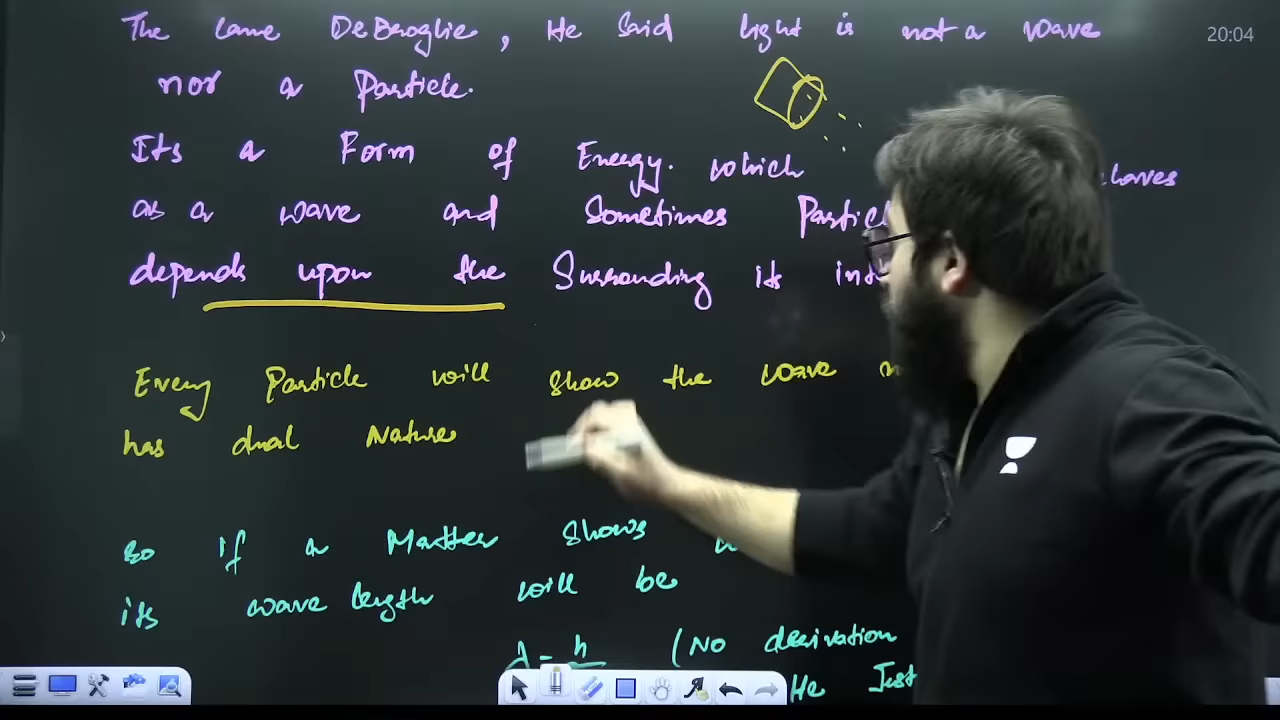 The came DeBroglie, He said light is not a wave
20:04
nor a Particle.
Its a Form of Energy. which
as a wave and Sometimes
depends upon the Surrounding its
Every Particle will show the wave
has dual Nature
so if a Matter shows
its wave length will be
λ = h (No derivation
He Just